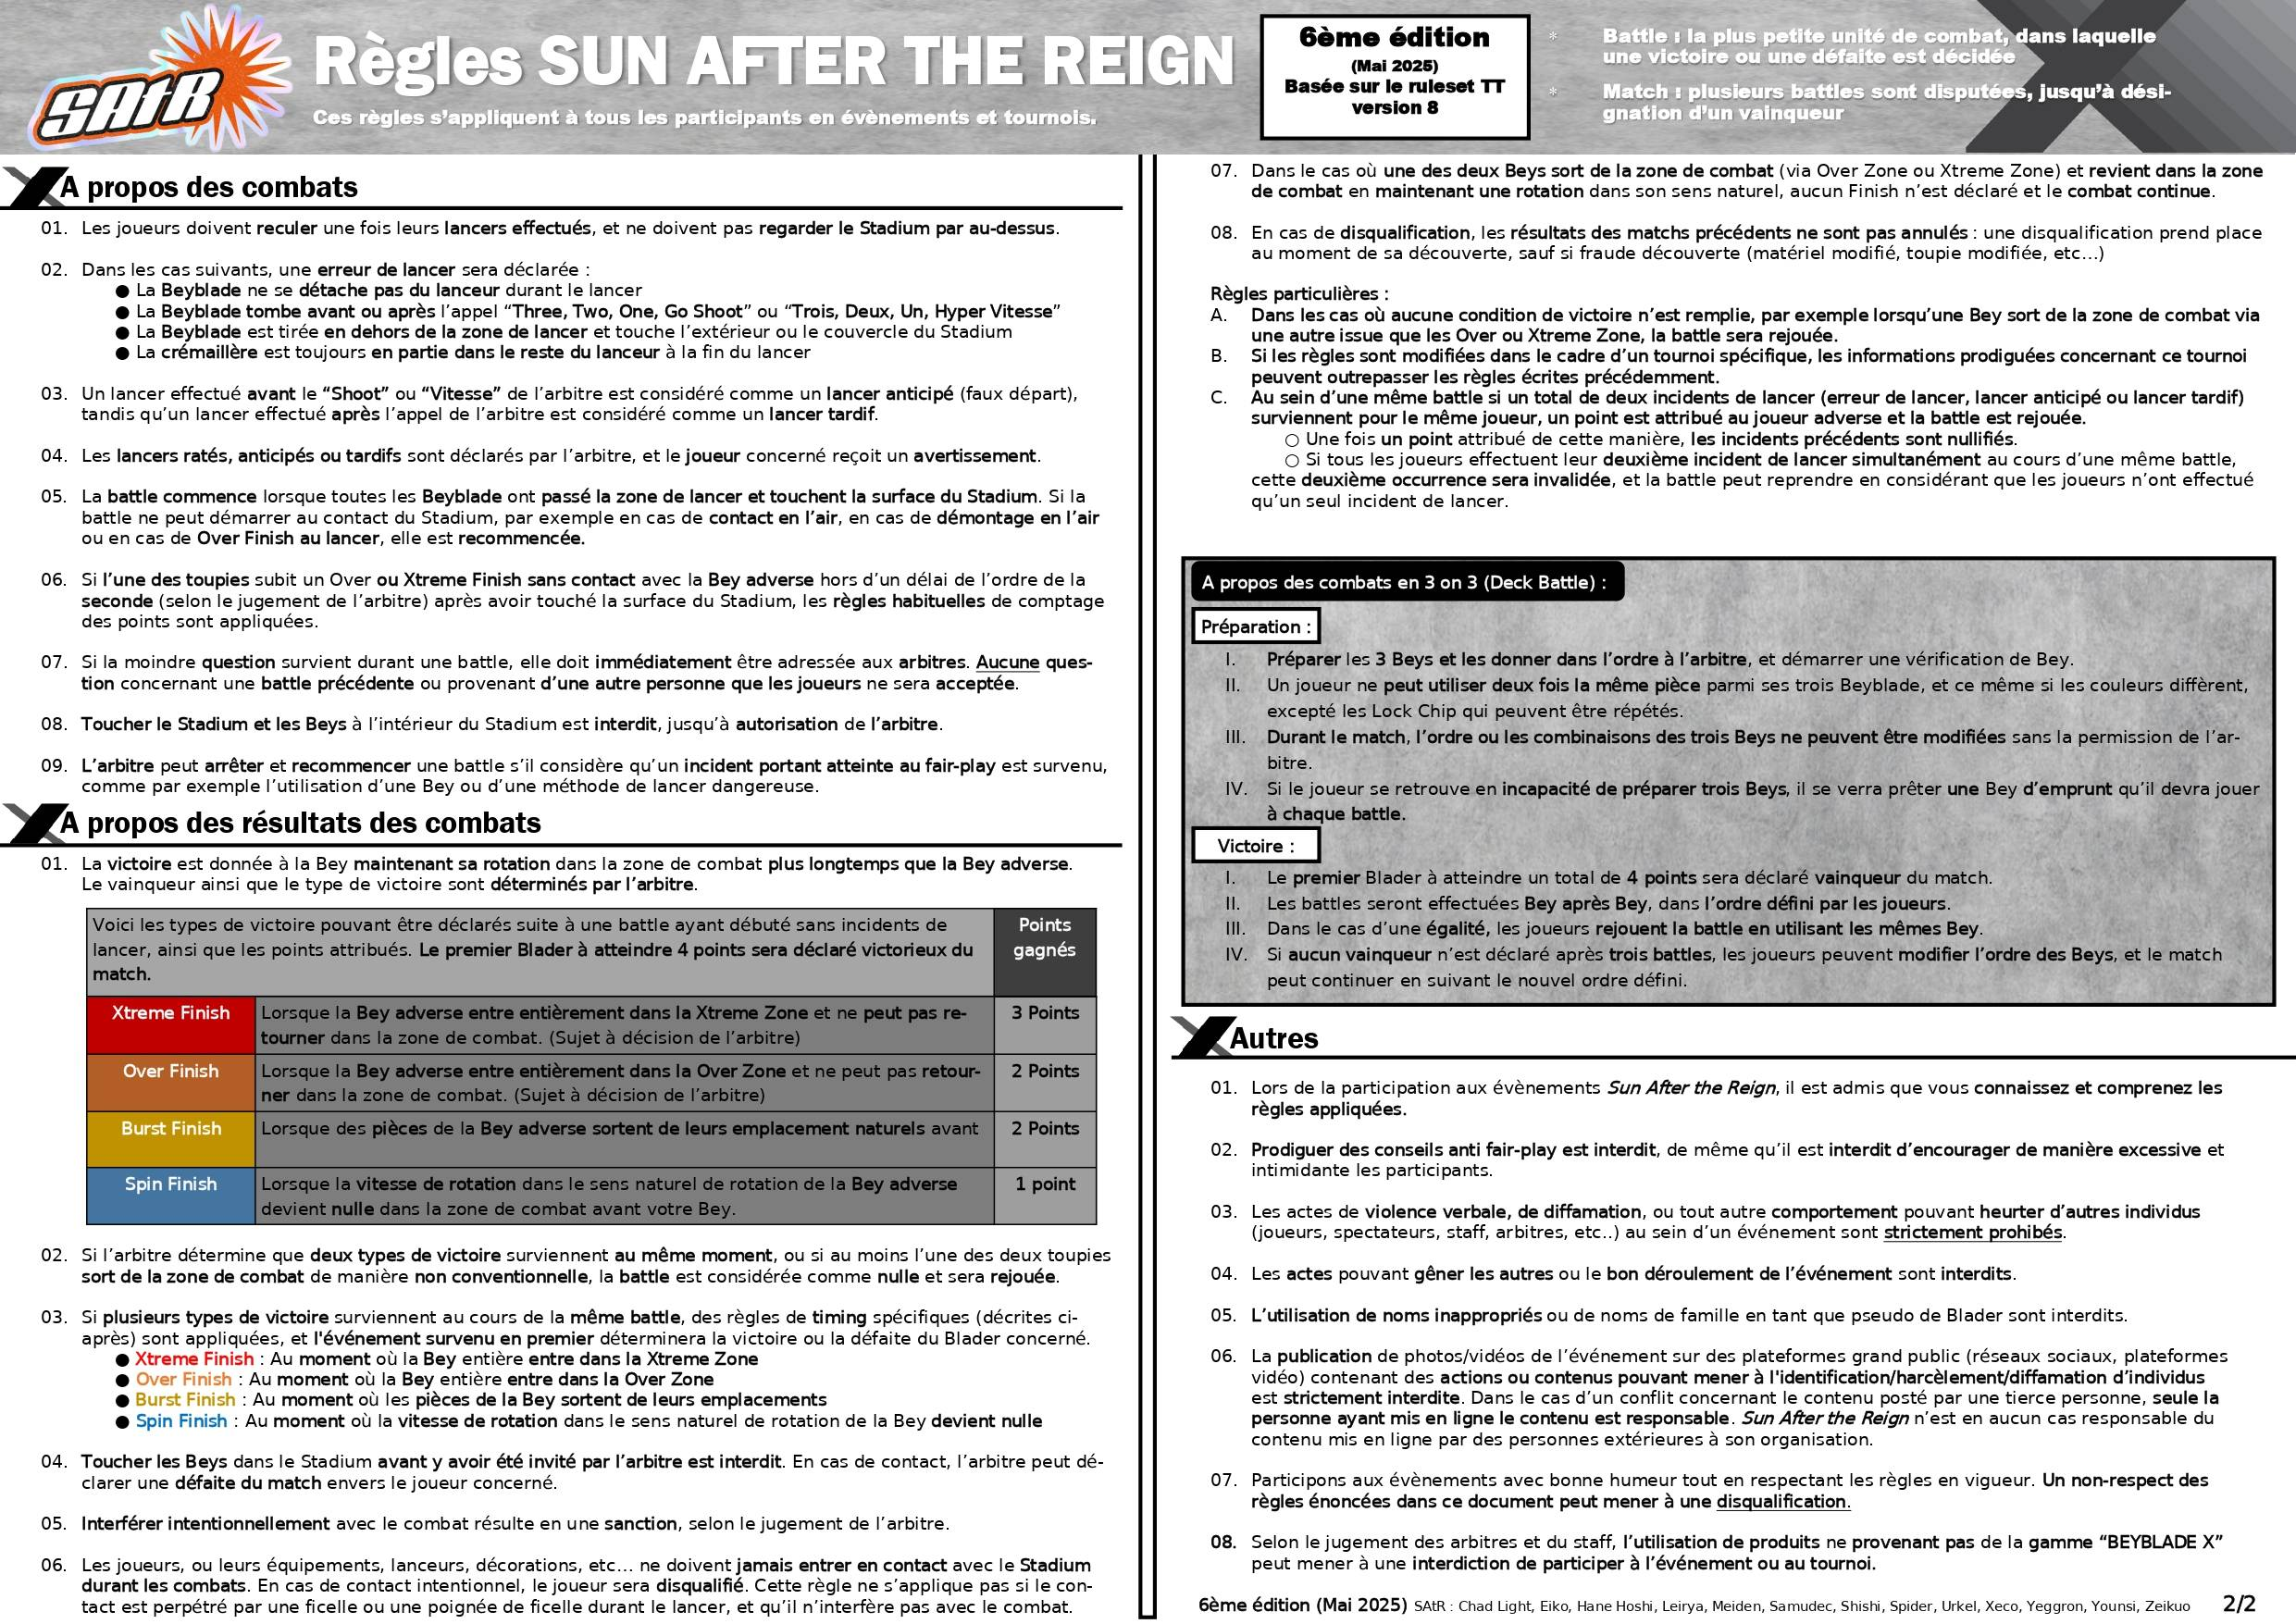 SAtR
Règles SUN AFTER THE REIGN
Ces règles s’appliquent à tous les participants en évènements et tournois.
6ème édition
(Mai 2025)
Basée sur le ruleset TT
version 8
* Battle : la plus petite unité de combat, dans laquelle
une victoire ou une défaite est décidée
* Match : plusieurs battles sont disputées, jusqu’à dési-
gnation d’un vainqueur
A propos des combats
01. Les joueurs doivent reculer une fois leurs lancers effectués, et ne doivent pas regarder le Stadium par au-dessus.
02. Dans les cas suivants, une erreur de lancer sera déclarée :
● La Beyblade ne se détache pas du lanceur durant le lancer
● La Beyblade tombe avant ou après l’appel “Three, Two, One, Go Shoot” ou “Trois, Deux, Un, Hyper Vitesse”
● La Beyblade est tirée en dehors de la zone de lancer et touche l’extérieur ou le couvercle du Stadium
● La crémaillère est toujours en partie dans le reste du lanceur à la fin du lancer
03. Un lancer effectué avant le “Shoot” ou “Vitesse” de l’arbitre est considéré comme un lancer anticipé (faux départ),
tandis qu’un lancer effectué après l’appel de l’arbitre est considéré comme un lancer tardif.
04. Les lancers ratés, anticipés ou tardifs sont déclarés par l’arbitre, et le joueur concerné reçoit un avertissement.
05. La battle commence lorsque toutes les Beyblade ont passé la zone de lancer et touchent la surface du Stadium. Si la
battle ne peut démarrer au contact du Stadium, par exemple en cas de contact en l’air, en cas de démontage en l’air
ou en cas de Over Finish au lancer, elle est recommencée.
06. Si l’une des toupies subit un Over ou Xtreme Finish sans contact avec la Bey adverse hors d’un délai de l’ordre de la
seconde (selon le jugement de l’arbitre) après avoir touché la surface du Stadium, les règles habituelles de comptage
des points sont appliquées.
07. Si la moindre question survient durant une battle, elle doit immédiatement être adressée aux arbitres. Aucune ques-
tion concernant une battle précédente ou provenant d’une autre personne que les joueurs ne sera acceptée.
08. Toucher le Stadium et les Beys à l’intérieur du Stadium est interdit, jusqu’à autorisation de l’arbitre.
09. L’arbitre peut arrêter et recommencer une battle s’il considère qu’un incident portant atteinte au fair-play est survenu,
comme par exemple l’utilisation d’une Bey ou d’une méthode de lancer dangereuse.
A propos des résultats des combats
01. La victoire est donnée à la Bey maintenant sa rotation dans la zone de combat plus longtemps que la Bey adverse.
Le vainqueur ainsi que le type de victoire sont déterminés par l’arbitre.
Voici les types de victoire pouvant être déclarés suite à une battle ayant débuté sans incidents de
lancer, ainsi que les points attribués. Le premier Blader à atteindre 4 points sera déclaré victorieux du
match.
Points
gagnés
Xtreme Finish
Lorsque la Bey adverse entre entièrement dans la Xtreme Zone et ne peut pas re-
tourner dans la zone de combat. (Sujet à décision de l’arbitre)
3 Points
Over Finish
Lorsque la Bey adverse entre entièrement dans la Over Zone et ne peut pas retour-
ner dans la zone de combat. (Sujet à décision de l’arbitre)
2 Points
Burst Finish
Lorsque des pièces de la Bey adverse sortent de leurs emplacement naturels avant
2 Points
Spin Finish
Lorsque la vitesse de rotation dans le sens naturel de rotation de la Bey adverse
devient nulle dans la zone de combat avant votre Bey.
1 point
02. Si l’arbitre détermine que deux types de victoire surviennent au même moment, ou si au moins l’une des deux toupies
sort de la zone de combat de manière non conventionnelle, la battle est considérée comme nulle et sera rejouée.
03. Si plusieurs types de victoire surviennent au cours de la même battle, des règles de timing spécifiques (décrites ci-
après) sont appliquées, et l'événement survenu en premier déterminera la victoire ou la défaite du Blader concerné.
● Xtreme Finish : Au moment où la Bey entière entre dans la Xtreme Zone
● Over Finish : Au moment où la Bey entière entre dans la Over Zone
● Burst Finish : Au moment où les pièces de la Bey sortent de leurs emplacements
● Spin Finish : Au moment où la vitesse de rotation dans le sens naturel de rotation de la Bey devient nulle
04. Toucher les Beys dans le Stadium avant y avoir été invité par l’arbitre est interdit. En cas de contact, l’arbitre peut dé-
clarer une défaite du match envers le joueur concerné.
05. Interférer intentionnellement avec le combat résulte en une sanction, selon le jugement de l’arbitre.
06. Les joueurs, ou leurs équipements, lanceurs, décorations, etc… ne doivent jamais entrer en contact avec le Stadium
durant les combats. En cas de contact intentionnel, le joueur sera disqualifié. Cette règle ne s’applique pas si le con-
tact est perpétré par une ficelle ou une poignée de ficelle durant le lancer, et qu’il n’interfère pas avec le combat.
07. Dans le cas où une des deux Beys sort de la zone de combat (via Over Zone ou Xtreme Zone) et revient dans la zone
de combat en maintenant une rotation dans son sens naturel, aucun Finish n’est déclaré et le combat continue.
08. En cas de disqualification, les résultats des matchs précédents ne sont pas annulés : une disqualification prend place
au moment de sa découverte, sauf si fraude découverte (matériel modifié, toupie modifiée, etc…)
Règles particulières :
A. Dans les cas où aucune condition de victoire n’est remplie, par exemple lorsqu’une Bey sort de la zone de combat via
une autre issue que les Over ou Xtreme Zone, la battle sera rejouée.
B. Si les règles sont modifiées dans le cadre d’un tournoi spécifique, les informations prodiguées concernant ce tournoi
peuvent outrepasser les règles écrites précédemment.
C. Au sein d’une même battle si un total de deux incidents de lancer (erreur de lancer, lancer anticipé ou lancer tardif)
surviennent pour le même joueur, un point est attribué au joueur adverse et la battle est rejouée.
○ Une fois un point attribué de cette manière, les incidents précédents sont nullifiés.
○ Si tous les joueurs effectuent leur deuxième incident de lancer simultanément au cours d’une même battle,
cette deuxième occurrence sera invalidée, et la battle peut reprendre en considérant que les joueurs n’ont effectué
qu’un seul incident de lancer.
A propos des combats en 3 on 3 (Deck Battle) :
Préparation :
I. Préparer les 3 Beys et les donner dans l’ordre à l’arbitre, et démarrer une vérification de Bey.
II. Un joueur ne peut utiliser deux fois la même pièce parmi ses trois Beyblade, et ce même si les couleurs diffèrent,
excepté les Lock Chip qui peuvent être répétés.
III. Durant le match, l’ordre ou les combinaisons des trois Beys ne peuvent être modifiées sans la permission de l’ar-
bitre.
IV. Si le joueur se retrouve en incapacité de préparer trois Beys, il se verra prêter une Bey d’emprunt qu’il devra jouer
à chaque battle.
Victoire :
I. Le premier Blader à atteindre un total de 4 points sera déclaré vainqueur du match.
II. Les battles seront effectuées Bey après Bey, dans l’ordre défini par les joueurs.
III. Dans le cas d’une égalité, les joueurs rejouent la battle en utilisant les mêmes Bey.
IV. Si aucun vainqueur n’est déclaré après trois battles, les joueurs peuvent modifier l’ordre des Beys, et le match
peut continuer en suivant le nouvel ordre défini.
Autres
01. Lors de la participation aux évènements Sun After the Reign, il est admis que vous connaissez et comprenez les
règles appliquées.
02. Prodiguer des conseils anti fair-play est interdit, de même qu’il est interdit d’encourager de manière excessive et
intimidante les participants.
03. Les actes de violence verbale, de diffamation, ou tout autre comportement pouvant heurter d’autres individus
(joueurs, spectateurs, staff, arbitres, etc..) au sein d’un événement sont strictement prohibés.
04. Les actes pouvant gêner les autres ou le bon déroulement de l’événement sont interdits.
05. L’utilisation de noms inappropriés ou de noms de famille en tant que pseudo de Blader sont interdits.
06. La publication de photos/vidéos de l’événement sur des plateformes grand public (réseaux sociaux, plateformes
vidéo) contenant des actions ou contenus pouvant mener à l'identification/harcèlement/diffamation d’individus
est strictement interdite. Dans le cas d’un conflit concernant le contenu posté par une tierce personne, seule la
personne ayant mis en ligne le contenu est responsable. Sun After the Reign n’est en aucun cas responsable du
contenu mis en ligne par des personnes extérieures à son organisation.
07. Participons aux évènements avec bonne humeur tout en respectant les règles en vigueur. Un non-respect des
règles énoncées dans ce document peut mener à une disqualification.
08. Selon le jugement des arbitres et du staff, l’utilisation de produits ne provenant pas de la gamme “BEYBLADE X”
peut mener à une interdiction de participer à l’événement ou au tournoi.
6ème édition (Mai 2025) SAtR : Chad Light, Eiko, Hane Hoshi, Leirya, Meiden, Samudec, Shishi, Spider, Urkel, Xeco, Yeggron, Younsi, Zeikuo 2/2